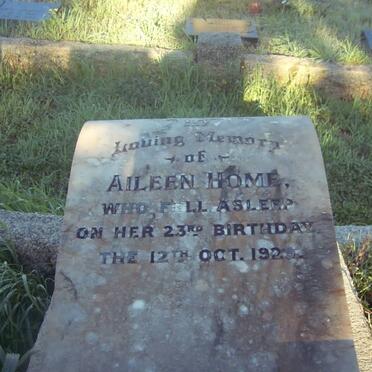 Loving Memory
of
AILEEN HOME,
WHO FELL ASLEEP
ON HER 23RD BIRTHDAY
THE 12TH OCT.